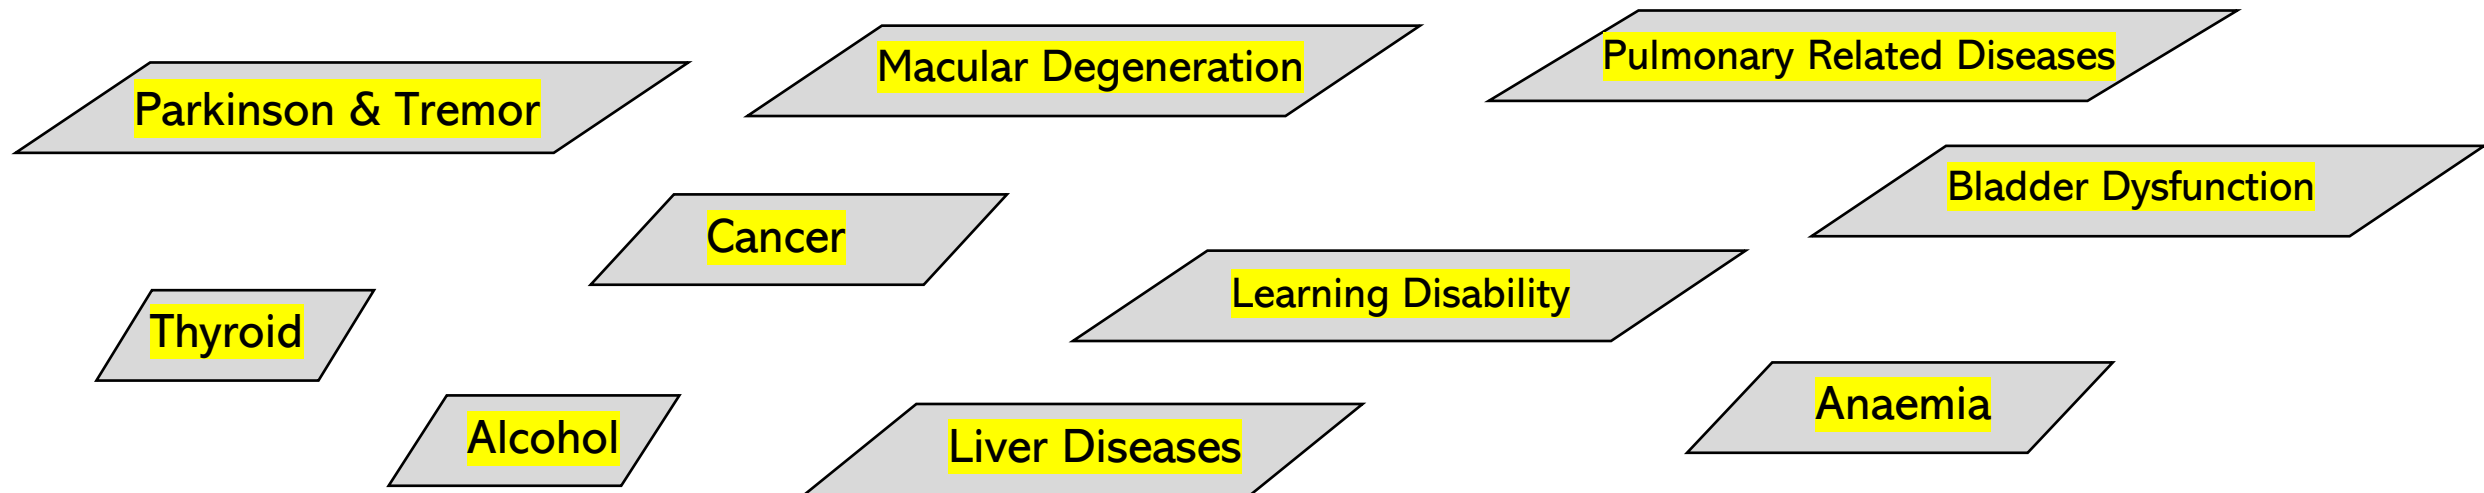 Parkinson & Tremor
Macular Degeneration
Pulmonary Related Diseases
Bladder Dysfunction
Cancer
Learning Disability
Thyroid
Anaemia
Alcohol
Liver Diseases